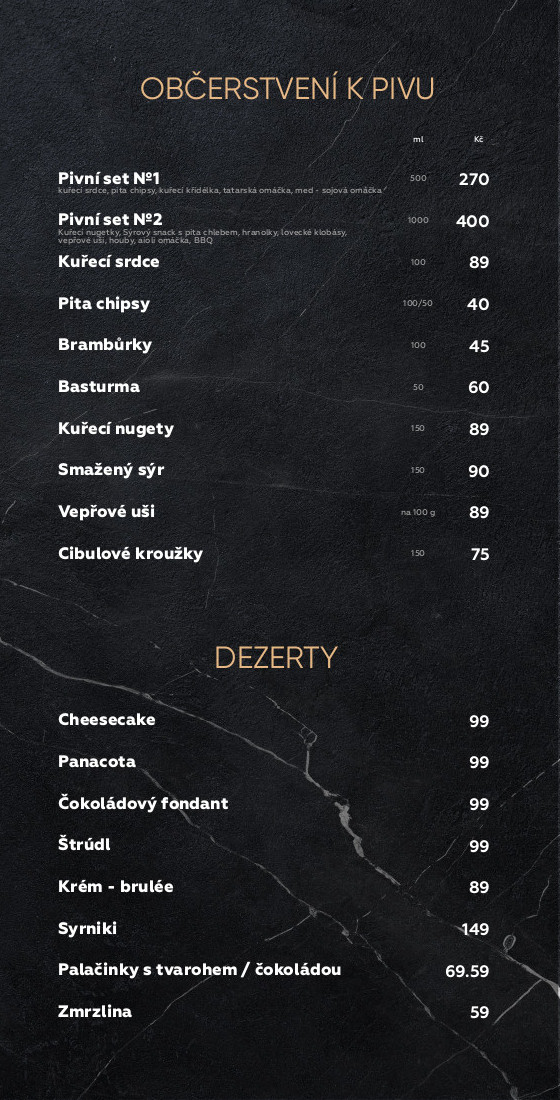 OBČERSTVENÍ K PIVU
ml Kč
Pivní set №1 500 270
kuřecí srdce, pita chipsy, kuřecí křidélka, tatarská omáčka, med - sojová omáčka
Pivní set №2 1000 400
Kuřecí nugetky, Sýrový snack s pita chlebem, hranolky, lovecké klobásy,
vepřové uši, houby, aioli omáčka, BBQ
Kuřecí srdce 100 89
Pita chipsy 100/50 40
Brambůrky 100 45
Basturma 50 60
Kuřecí nugety 150 89
Smažený sýr 150 90
Vepřové uši na 100 g 89
Cibulové kroužky 150 75
DEZERTY
Cheesecake 99
Panacota 99
Čokoládový fondant 99
Štrúdl 99
Krém - brulée 89
Syrniki 149
Palačinky s tvarohem / čokoládou 69.59
Zmrzlina 59